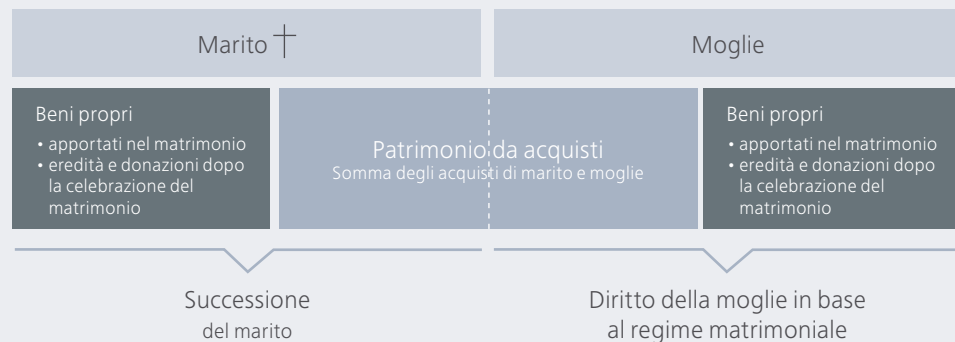 Marito †
Moglie
Beni propri
• apportati nel matrimonio
• eredità e donazioni dopo
la celebrazione del
matrimonio
Patrimonio da acquisti
Somma degli acquisti di marito e moglie
Beni propri
• apportati nel matrimonio
• eredità e donazioni dopo
la celebrazione del
matrimonio
Successione
del marito
Diritto della moglie in base
al regime matrimoniale